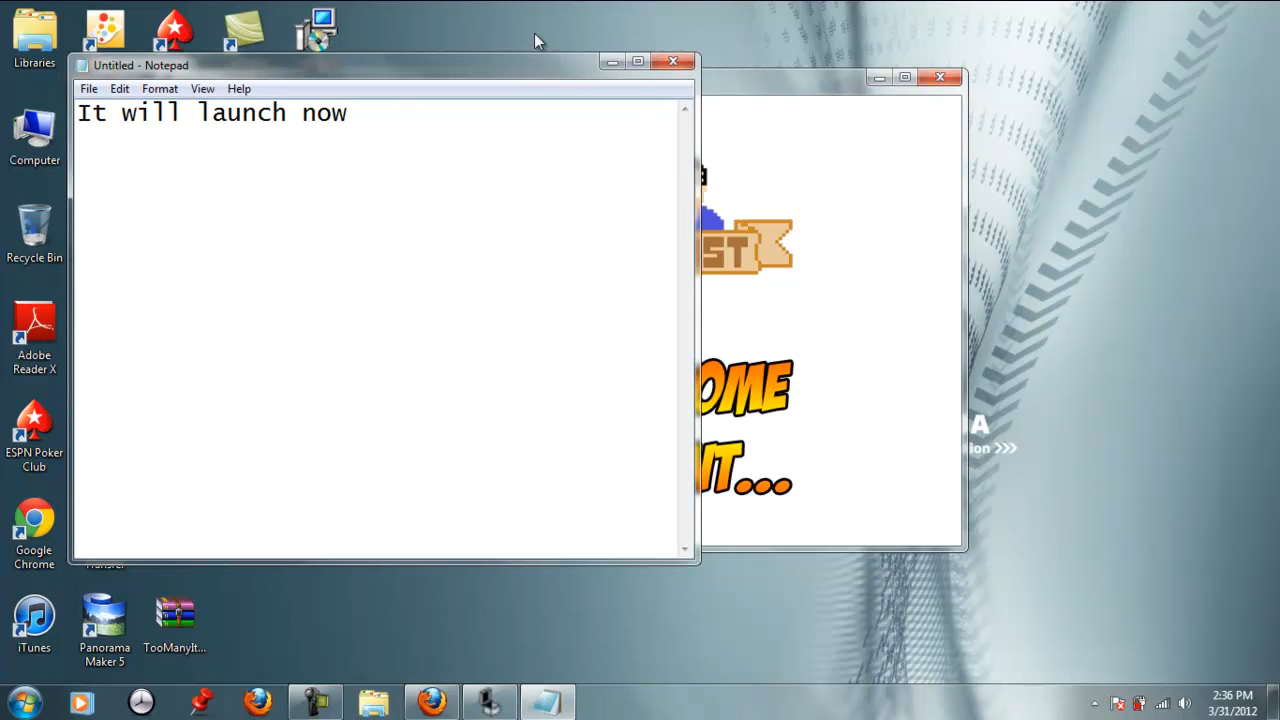 Libraries
Untitled - Notepad
File Edit Format View Help
It will launch now
Computer
Recycle Bin
ST
Adobe
Reader X
OME
A
ion >>>
ESPN Poker
Club
IT...
Google
Chrome
iTunes
Panorama
Maker 5
TooManyIt...
2:36 PM
3/31/2012